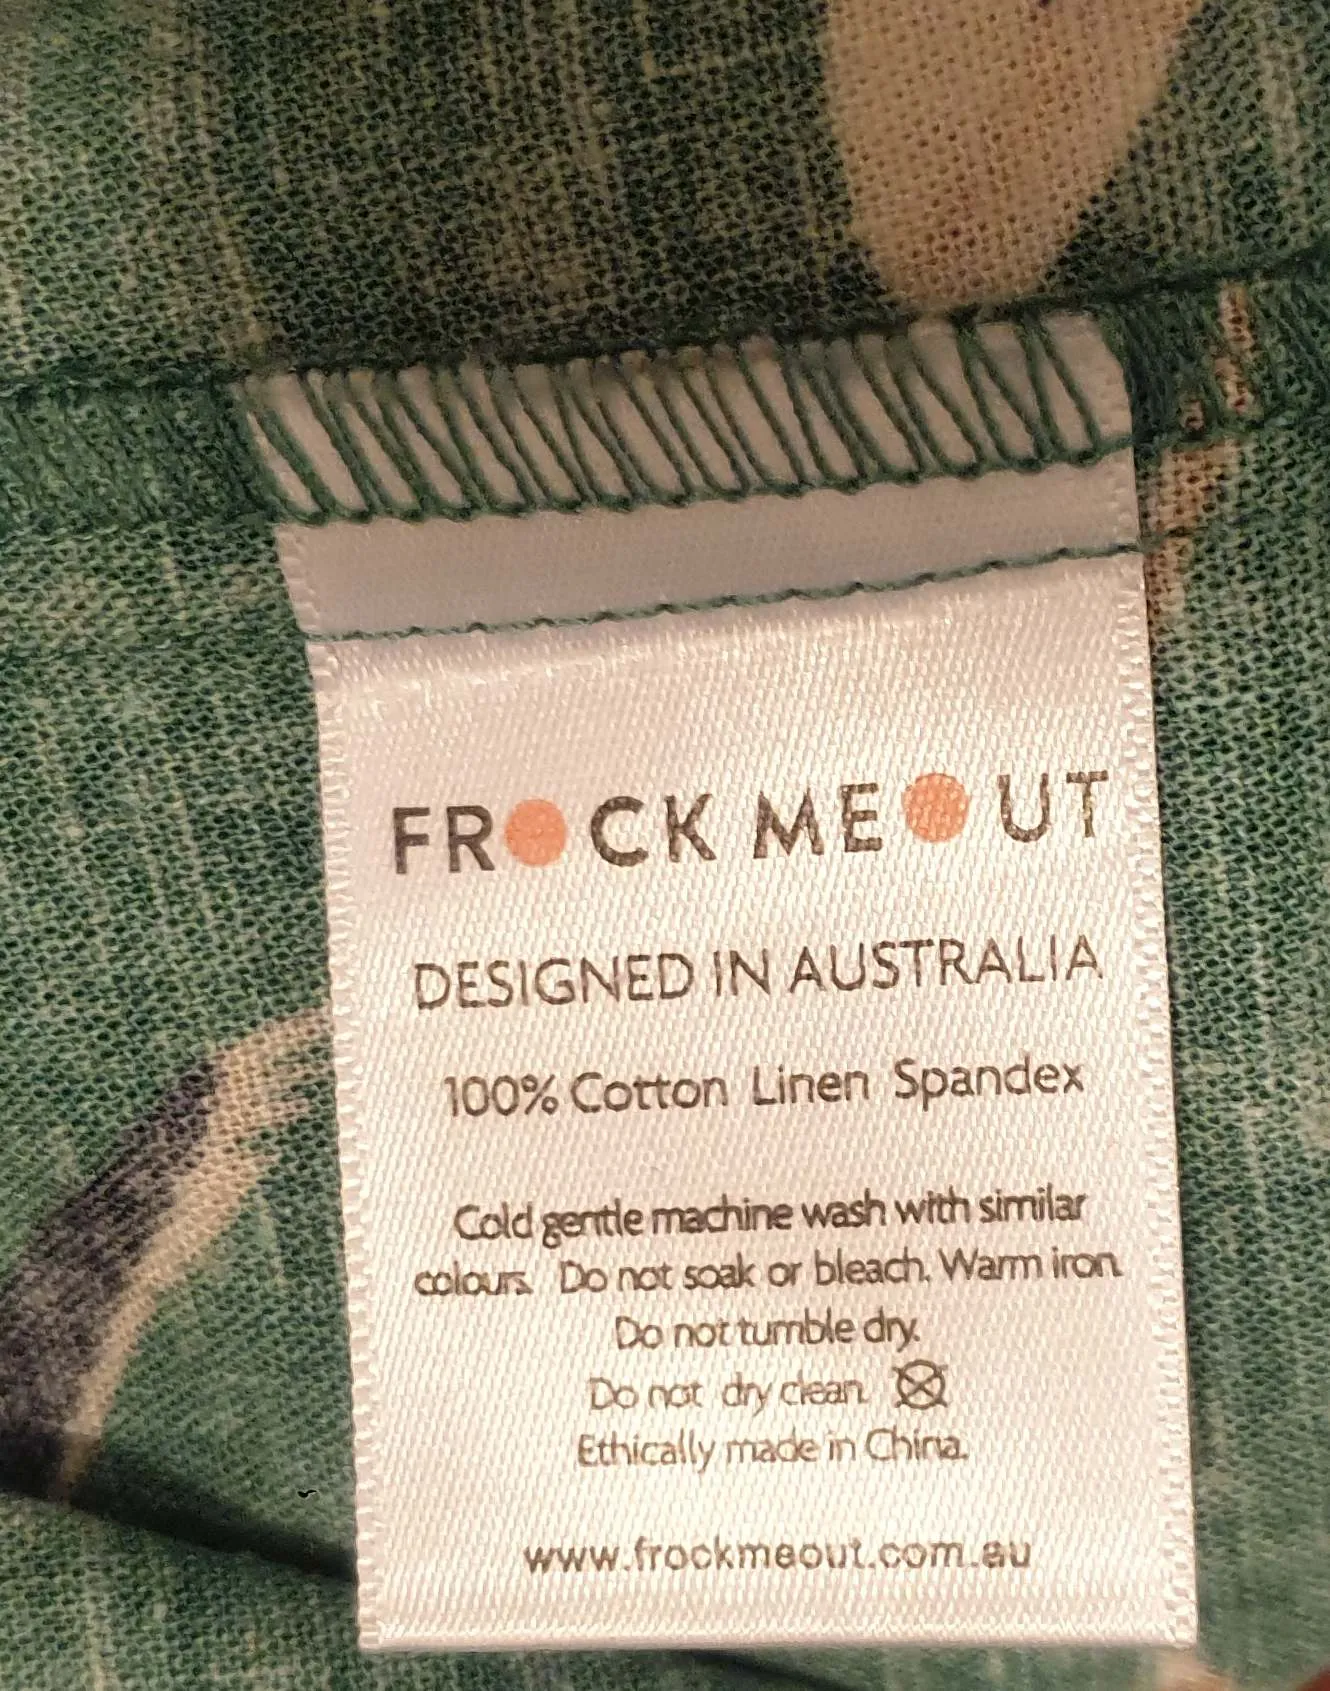 FROCK ME OUT
DESIGNED IN AUSTRALIA
100% Cotton Linen Spandex
Cold gentle machine wash with similar
colours. Do not soak or bleach. Warm iron.
Do not tumble dry.
Do not dry clean.
Ethically made in China.
www.frockmeout.com.au